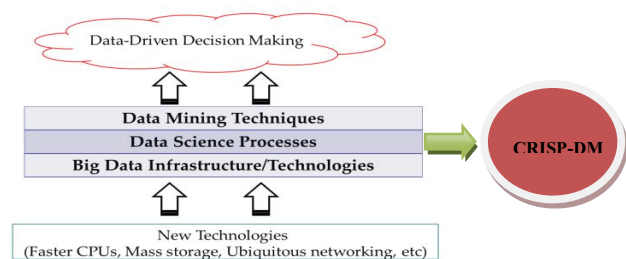 Data-Driven Decision Making
Data Mining Techniques
Data Science Processes
Big Data Infrastructure/Technologies
CRISP-DM
New Technologies
(Faster CPUs, Mass storage, Ubiquitous networking, etc)